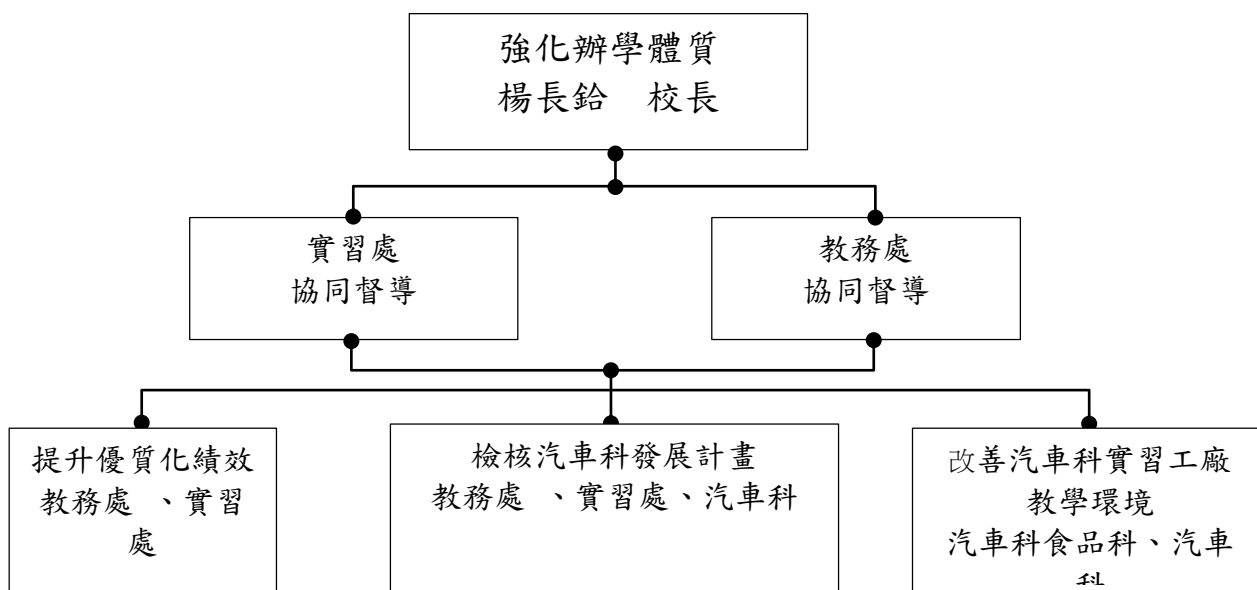 強化辦學體質
楊長鈶　校長
實習處
協同督導
教務處
協同督導
提升優質化績效
教務處 、實習
處
檢核汽車科發展計畫
教務處 、實習處、汽車科
改善汽車科實習工廠
教學環境
汽車科食品科、汽車
科